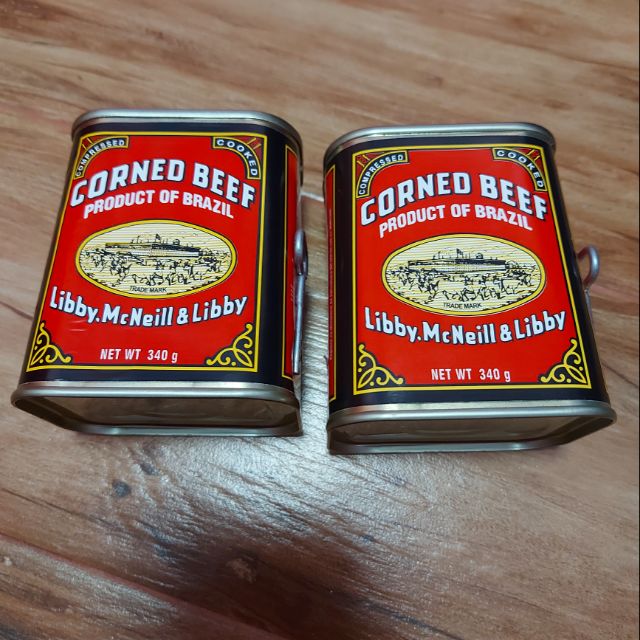 COMPRESSED
COOKED
CORNED BEEF
PRODUCT OF BRAZIL
TRADE MARK
Libby, McNeill & Libby
NET WT 340 g
COMPRESSED
COOKED
CORNED BEEF
PRODUCT OF BRAZIL
TRADE MARK
Libby, McNeill & Libby
NET WT 340 g